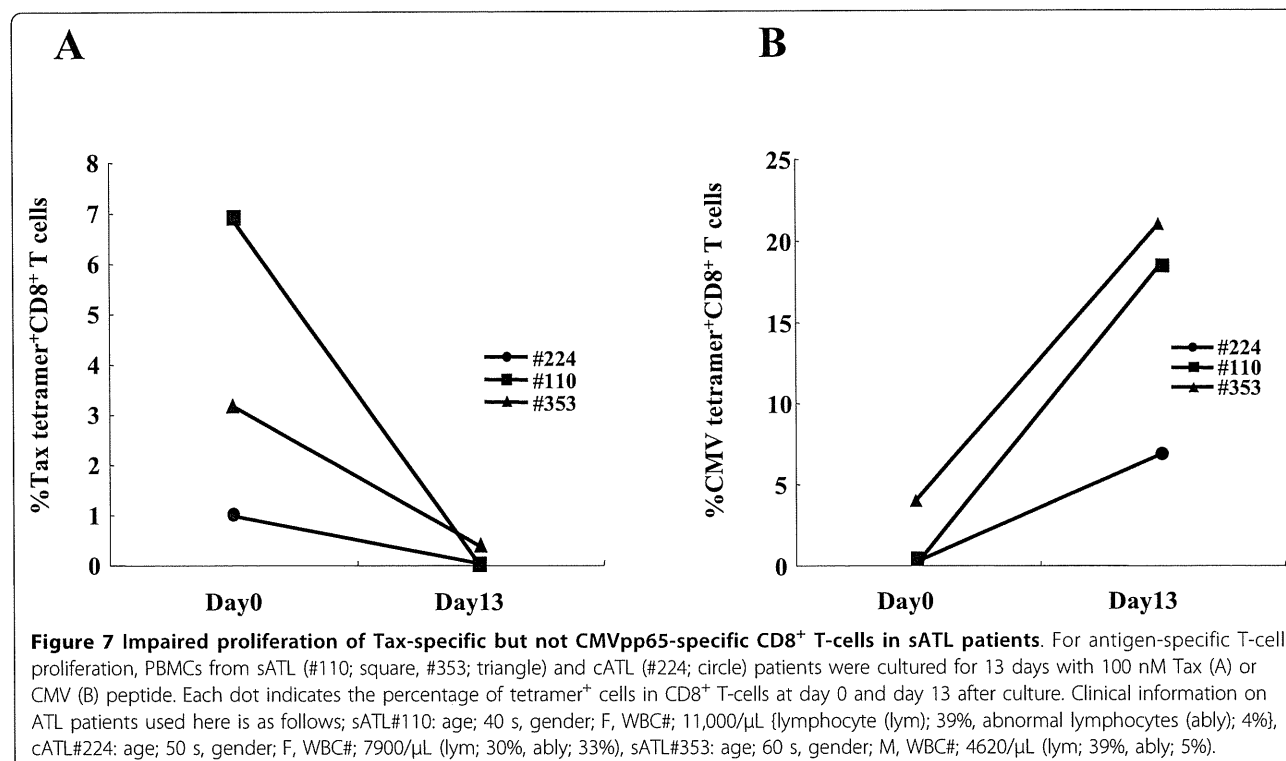 A
B
%Tax tetramer⁺CD8⁺ T cells
8
7
6
5
4
3
2
1
0
Day0
Day13
#224
#110
#353
%CMV tetramer⁺CD8⁺ T cells
25
20
15
10
5
0
Day0
Day13
#224
#110
#353
Figure 7 Impaired proliferation of Tax-specific but not CMVpp65-specific CD8⁺ T-cells in sATL patients. For antigen-specific T-cell
proliferation, PBMCs from sATL (#110; square, #353; triangle) and cATL (#224; circle) patients were cultured for 13 days with 100 nM Tax (A) or
CMV (B) peptide. Each dot indicates the percentage of tetramer⁺ cells in CD8⁺ T-cells at day 0 and day 13 after culture. Clinical information on
ATL patients used here is as follows; sATL#110: age; 40 s, gender; F, WBC#; 11,000/μL {lymphocyte (lym); 39%, abnormal lymphocytes (ably); 4%},
cATL#224: age; 50 s, gender; F, WBC#; 7900/μL (lym; 30%, ably; 33%), sATL#353: age; 60 s, gender; M, WBC#; 4620/μL (lym; 39%, ably; 5%).